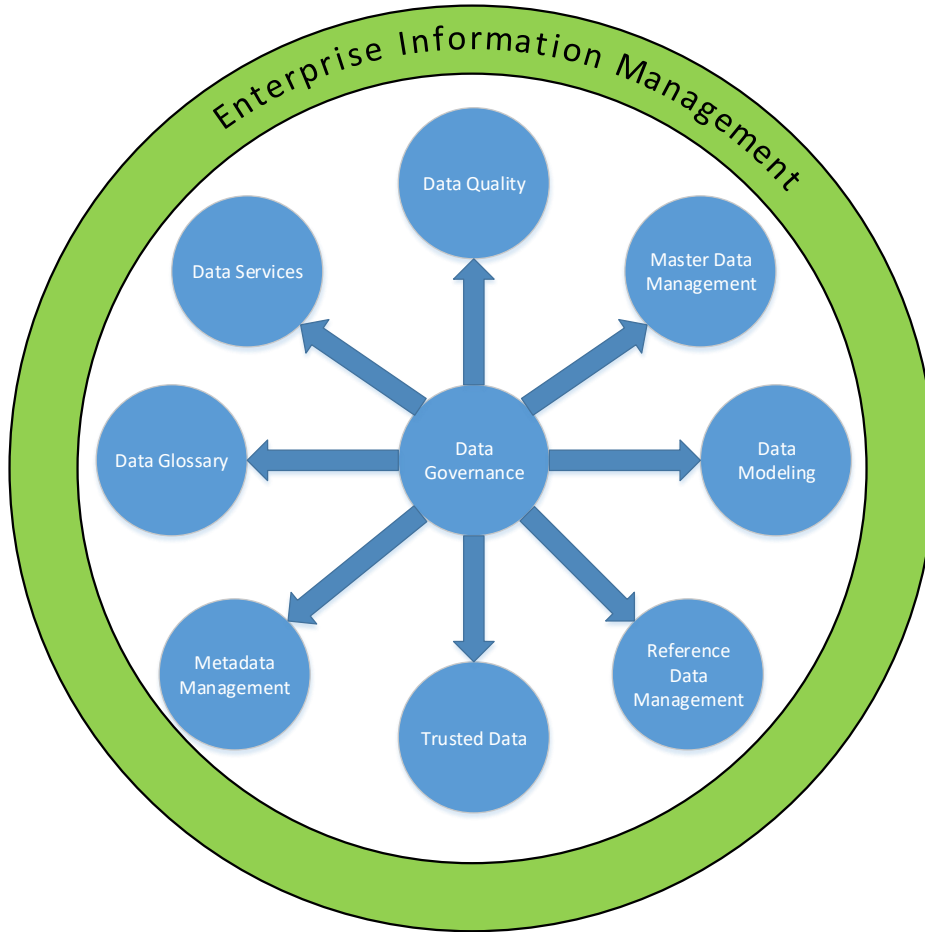 Enterprise Information Management
Data Quality
Data Services
Master Data
Management
Data Glossary
Data
Governance
Data
Modeling
Metadata
Management
Reference
Data
Management
Trusted Data